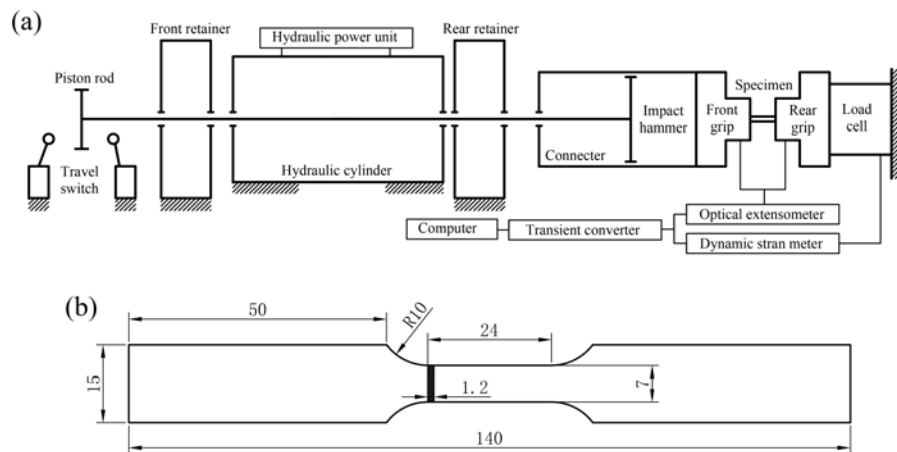 (a)
Front retainer
Hydraulic power unit
Rear retainer
Piston rod
Specimen
Impact
hammer
Front
grip
Rear
grip
Load
cell
Connecter
Travel
switch
Hydraulic cylinder
Optical extensometer
Computer
Transient converter
Dynamic stran meter
(b)
50
R10
24
15
1.2
7
140